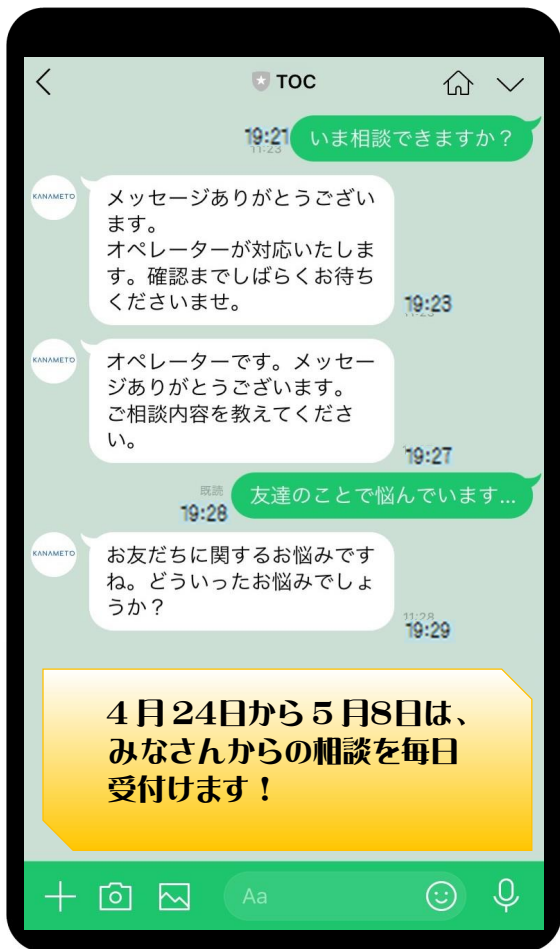 TOC
いま相談できますか？
19:21
11:23
KANAMETO
メッセージありがとうござい
ます。
オペレーターが対応いたしま
す。確認までしばらくお待ち
くださいませ。
19:23
KANAMETO
オペレーターです。メッセー
ジありがとうございます。
ご相談内容を教えてくださ
い。
19:27
既読
19:28
友達のことで悩んでいます...
KANAMETO
お友だちに関するお悩みです
ね。どういったお悩みでしょ
うか？
11:28
19:29
４月24日から５月8日は、
みなさんからの相談を毎日
受付けます！
Aa